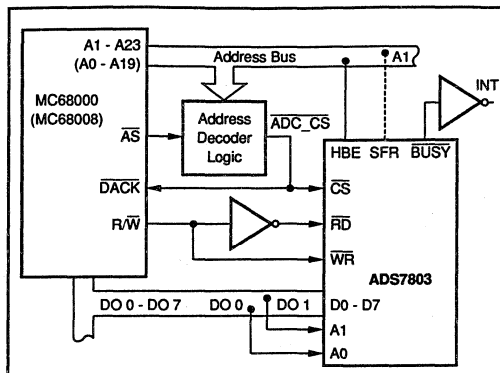 A1 - A23
(A0 - A19)
Address Bus
A1
INT
MC68000
(MC68008)
AS
Address
Decoder
Logic
ADC_CS
HBE SFR BUSY
DACK
CS
R/W
RD
WR
ADS7803
DO 0 - DO 7 DO 0 DO 1 D0 - D7
A1
A0